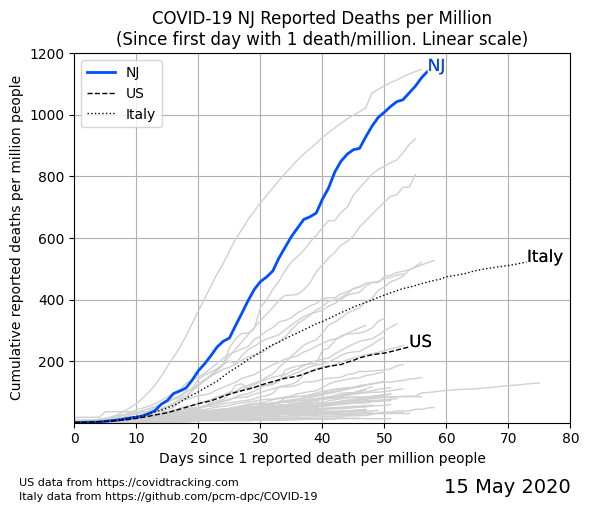 COVID-19 NJ Reported Deaths per Million
(Since first day with 1 death/million. Linear scale)
Cumulative reported deaths per million people
1200
1000
800
600
400
200
NJ
US
Italy
NJ
Italy
US
0 10 20 30 40 50 60 70 80
Days since 1 reported death per million people
US data from https://covidtracking.com
Italy data from https://github.com/pcm-dpc/COVID-19
15 May 2020